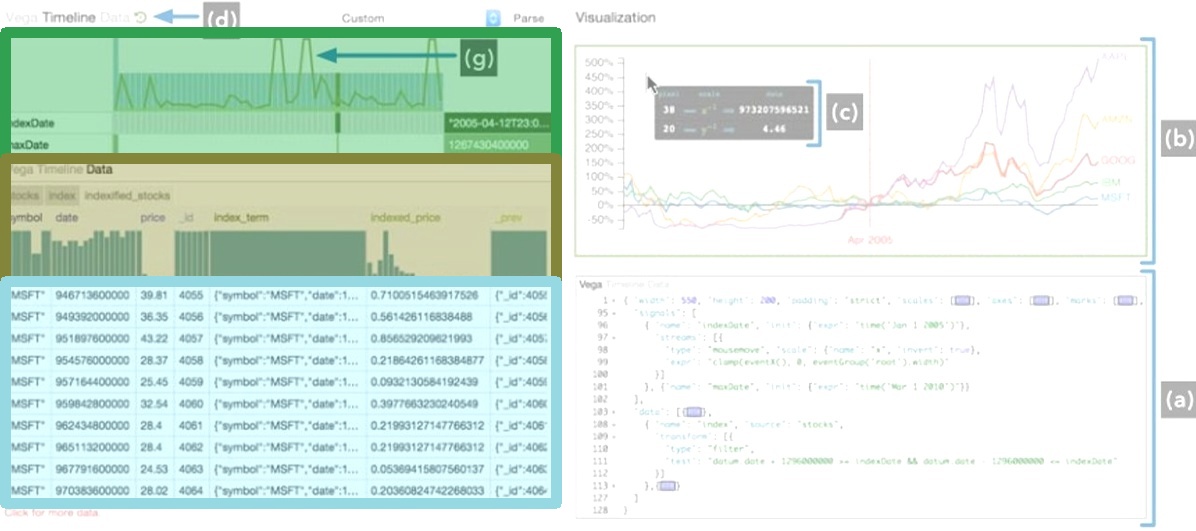 Vega Timeline Data (d) Custom Parse
(g)
indexDate "2005-04-12T23:0...
maxDate 1267430400000
Vega Timeline Data
stocks index indexified_stocks
symbol date price _id index_term indexed_price _prev
MSFT" 946713600000 39.81 4055 {"symbol":"MSFT","date":1... 0.7100515463917526 {"_id":4055
MSFT" 949392000000 36.35 4056 {"symbol":"MSFT","date":1... 0.561426116838488 {"_id":4056
MSFT" 951897600000 43.22 4057 {"symbol":"MSFT","date":1... 0.856529209621993 {"_id":4057
MSFT" 954576000000 28.37 4058 {"symbol":"MSFT","date":1... 0.21864261168384877 {"_id":4058
MSFT" 957164400000 25.45 4059 {"symbol":"MSFT","date":1... 0.0932130584192439 {"_id":4059
MSFT" 959842800000 32.54 4060 {"symbol":"MSFT","date":1... 0.3977663230240549 {"_id":4060
MSFT" 962434800000 28.4 4061 {"symbol":"MSFT","date":1... 0.21993127147766312 {"_id":4061
MSFT" 965113200000 28.4 4062 {"symbol":"MSFT","date":1... 0.21993127147766312 {"_id":4062
MSFT" 967791600000 24.53 4063 {"symbol":"MSFT","date":1... 0.05369415807560137 {"_id":4063
MSFT" 970383600000 28.02 4064 {"symbol":"MSFT","date":1... 0.20360824742268033 {"_id":4064
Click for more data
Visualization
500%
450%
400%
350%
300%
250%
200%
150%
100%
50%
0%
-50%
pixel scale data
38 x⁻¹ 973207596521
20 y⁻¹ 4.46
(c)
AAPL
AMZN
GOOG
IBM
MSFT
Apr 2005
(b)
Vega Timeline Data
1 { "width": 550, "height": 200, "padding": "strict", "scales": [ ], "axes": [ ], "marks": [ ],
95 "signals": [
96 { "name": "indexDate", "init": {"expr": "time('Jan 1 2005')"},
97 "streams": [{
98 "type": "mousemove", "scale": {"name": "x", "invert": true},
99 "expr": "clamp(eventX(), 0, eventGroup('root').width)"
100 }]
101 }, {"name": "maxDate", "init": {"expr": "time('Mar 1 2010')"}}
102 ],
103 "data": [{ },
108 {"name": "index", "source": "stocks",
109 "transform": [{
110 "type": "filter",
111 "test": "datum.date + 1296000000 >= indexDate && datum.date - 1296000000 <= indexDate"
112 }]
113 },{ }
127 ]
128 }
(a)